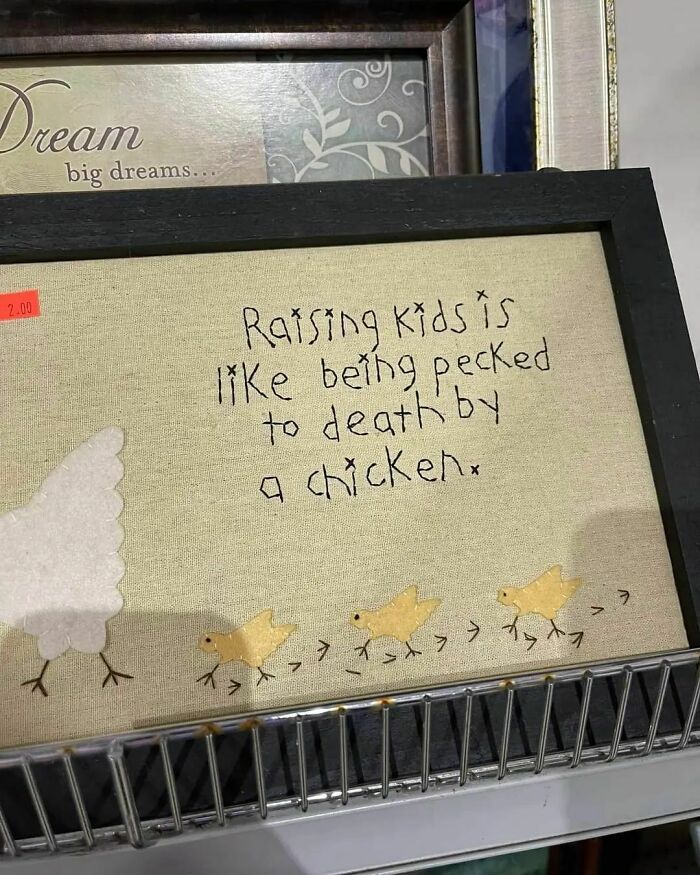 Dream
big dreams...
2.00
Raising kids is
like being pecked
to death by
a chicken.